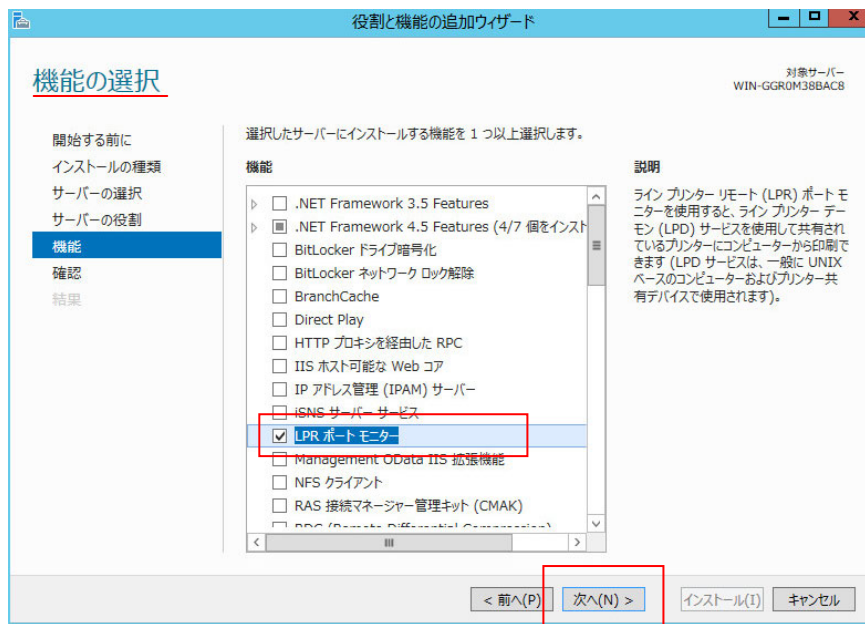 役割と機能の追加ウィザード
機能の選択
対象サーバー
WIN-GGR0M38BAC8
開始する前に
インストールの種類
サーバーの選択
サーバーの役割
機能
確認
結果
選択したサーバーにインストールする機能を 1 つ以上選択します。
機能
.NET Framework 3.5 Features
.NET Framework 4.5 Features (4/7 個をインスト
BitLocker ドライブ暗号化
BitLocker ネットワーク ロック解除
BranchCache
Direct Play
HTTP プロキシを経由した RPC
IIS ホスト可能な Web コア
IP アドレス管理 (IPAM) サーバー
iSNS サーバー サービス
LPR ポート モニター
Management OData IIS 拡張機能
NFS クライアント
RAS 接続マネージャー管理キット (CMAK)
RDC (Remote Differential Compression)
説明
ライン プリンター リモート (LPR) ポート モ
ニターを使用すると、ライン プリンター デー
モン (LPD) サービスを使用して共有され
ているプリンターにコンピューターから印刷で
きます (LPD サービスは、一般に UNIX
ベースのコンピューターおよびプリンター共
有デバイスで使用されます)。
< 前へ(P)
次へ(N) >
インストール(I)
キャンセル